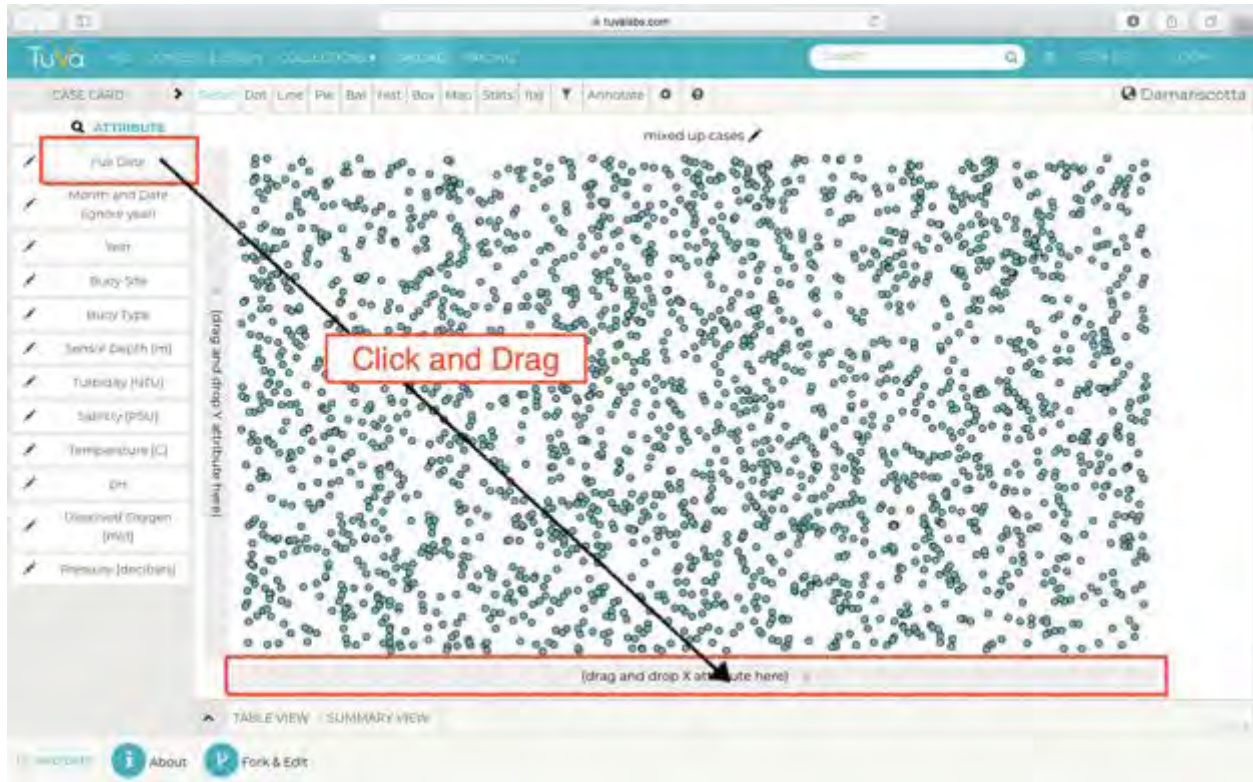 tuvalabs.com
TuVa
CASE CARD
Dot Line Pie Bar Hist Box Map Stats f(x) Annotate
Damariscotta
ATTRIBUTE
mixed up cases
Full Date
Month and Date
(ignore year)
Year
Buoy Site
Buoy Type
Sensor Depth (m)
Turbidity (NTU)
Salinity (PSU)
Temperature (C)
pH
Dissolved Oxygen
Pressure (decibars)
(drag and drop Y attribute here)
Click and Drag
(drag and drop X attribute here)
TABLE VIEW SUMMARY VIEW
About
Fork & Edit